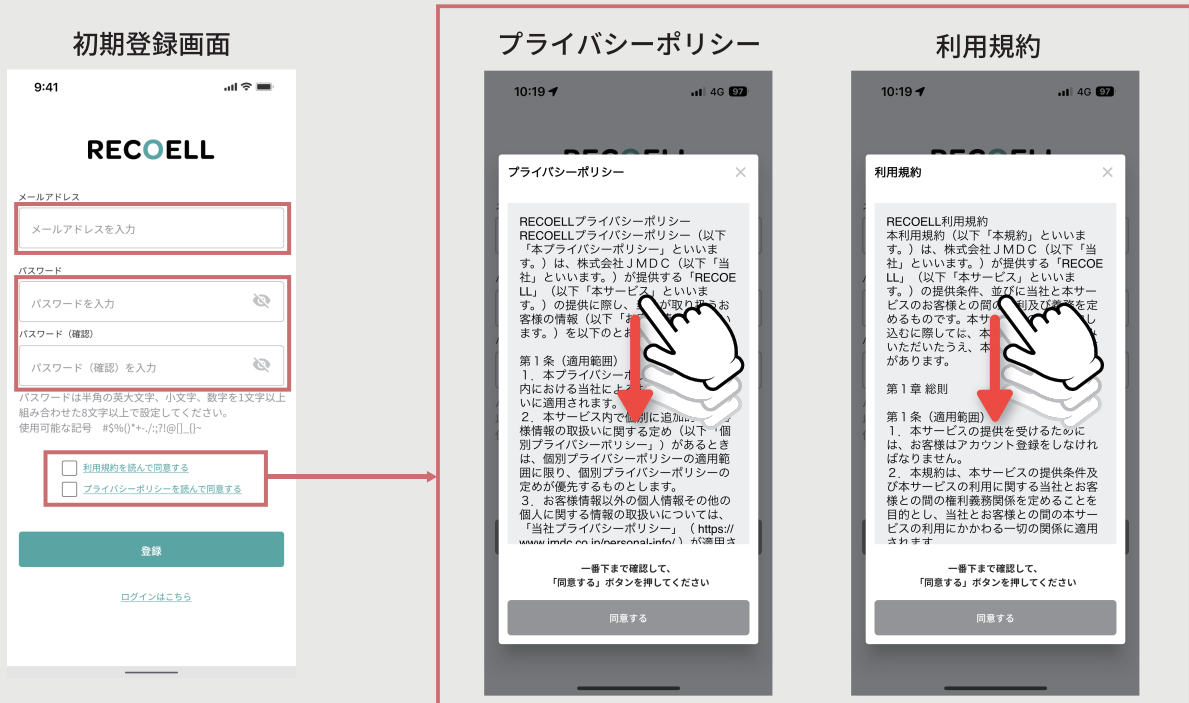 初期登録画面
9:41
RECOELL
メールアドレス
メールアドレスを入力
パスワード
パスワードを入力
パスワード（確認）
パスワード（確認）を入力
パスワードは半角の英大文字、小文字、数字を1文字以上
組み合わせた8文字以上で設定してください。
使用可能な記号　#$%()*+-./:;?!@[]_{}~
利用規約を読んで同意する
プライバシーポリシーを読んで同意する
登録
ログインはこちら
プライバシーポリシー
10:19
4G 97
プライバシーポリシー
RECOELLプライバシーポリシー
RECOELLプライバシーポリシー（以下
「本プライバシーポリシー」といいま
す。）は、株式会社ＪＭＤＣ（以下「当
社」といいます。）が提供する「RECOE
LL」（以下「本サービス」といいま
す。）の提供に際し、 が取り扱うお
客様の情報（以下「お
ます。）を以下のとお
第１条（適用範囲）
１．本プライバシーポ
内における当社によ
いに適用されます。
２．本サービス内で個別に追加的
様情報の取扱いに関する定め（以下「個
別プライバシーポリシー」）があるとき
は、個別プライバシーポリシーの適用範
囲に限り、個別プライバシーポリシーの
定めが優先するものとします。
３．お客様情報以外の個人情報その他の
個人に関する情報の取扱いについては、
「当社プライバシーポリシー」（ https://
www.jmdc.co.jp/personal-info/ ）が適用さ
一番下まで確認して、
「同意する」ボタンを押してください
同意する
利用規約
10:19
4G 97
利用規約
RECOELL利用規約
本利用規約（以下「本規約」といいま
す。）は、株式会社ＪＭＤＣ（以下「当
社」といいます。）が提供する「RECOE
LL」（以下「本サービス」といいま
す。）の提供条件、並びに当社と本サー
ビスのお客様との間の 利及び義務を定
めるものです。本サ し
込むに際しては、本
いただいたうえ、本
があります。
第１章 総則
第１条（適用範囲）
１．本サービスの提供を受けるために
は、お客様はアカウント登録をしなけれ
ばなりません。
２．本規約は、本サービスの提供条件及
び本サービスの利用に関する当社とお客
様との間の権利義務関係を定めることを
目的とし、当社とお客様との間の本サー
ビスの利用にかかわる一切の関係に適用
されます
一番下まで確認して、
「同意する」ボタンを押してください
同意する